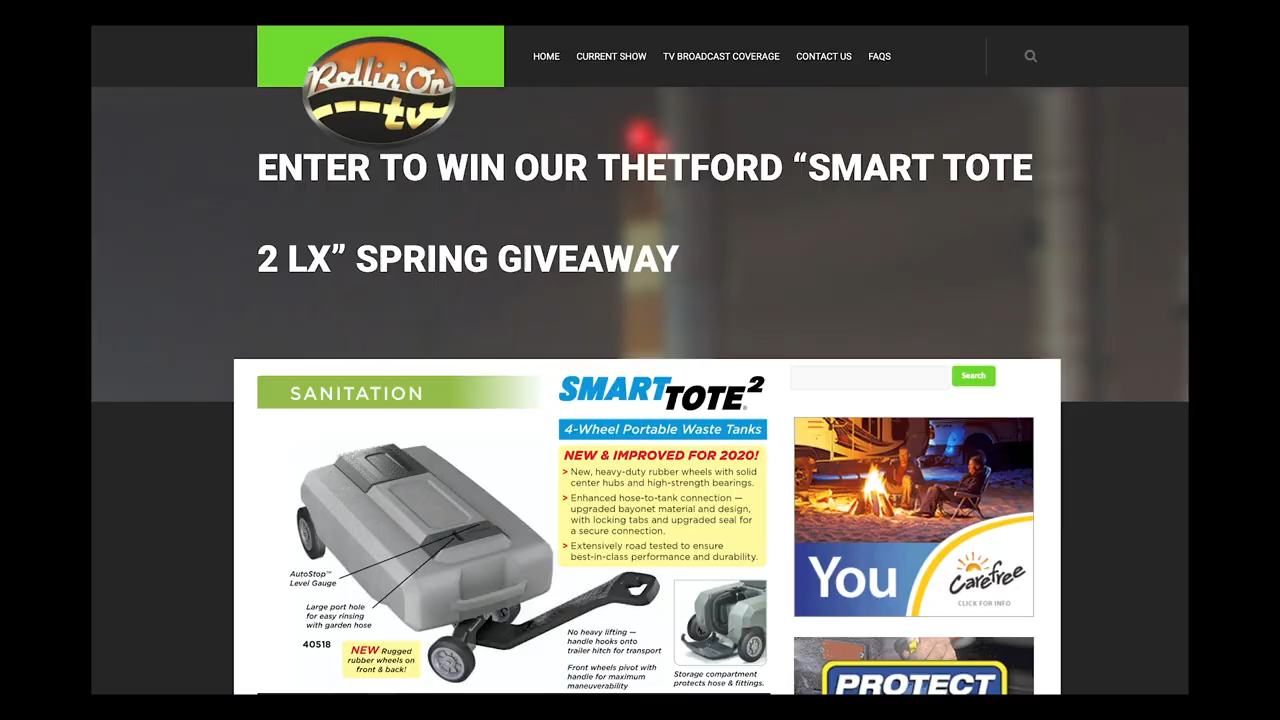 Rollin' On
tv
HOME CURRENT SHOW TV BROADCAST COVERAGE CONTACT US FAQS
ENTER TO WIN OUR THETFORD “SMART TOTE
2 LX” SPRING GIVEAWAY
SANITATION
SMART TOTE 2®
4-Wheel Portable Waste Tanks
NEW & IMPROVED FOR 2020!
> New, heavy-duty rubber wheels with solid
center hubs and high-strength bearings.
> Enhanced hose-to-tank connection —
upgraded bayonet material and design,
with locking tabs and upgraded seal for
a secure connection.
> Extensively road tested to ensure
best-in-class performance and durability.
AutoStop™
Level Gauge
Large port hole
for easy rinsing
with garden hose
40518
NEW Rugged
rubber wheels on
front & back!
No heavy lifting —
handle hooks onto
trailer hitch for transport
Front wheels pivot with
handle for maximum
maneuverability
Storage compartment
protects hose & fittings.
Search
You
Carefree
CLICK FOR INFO
PROTECT